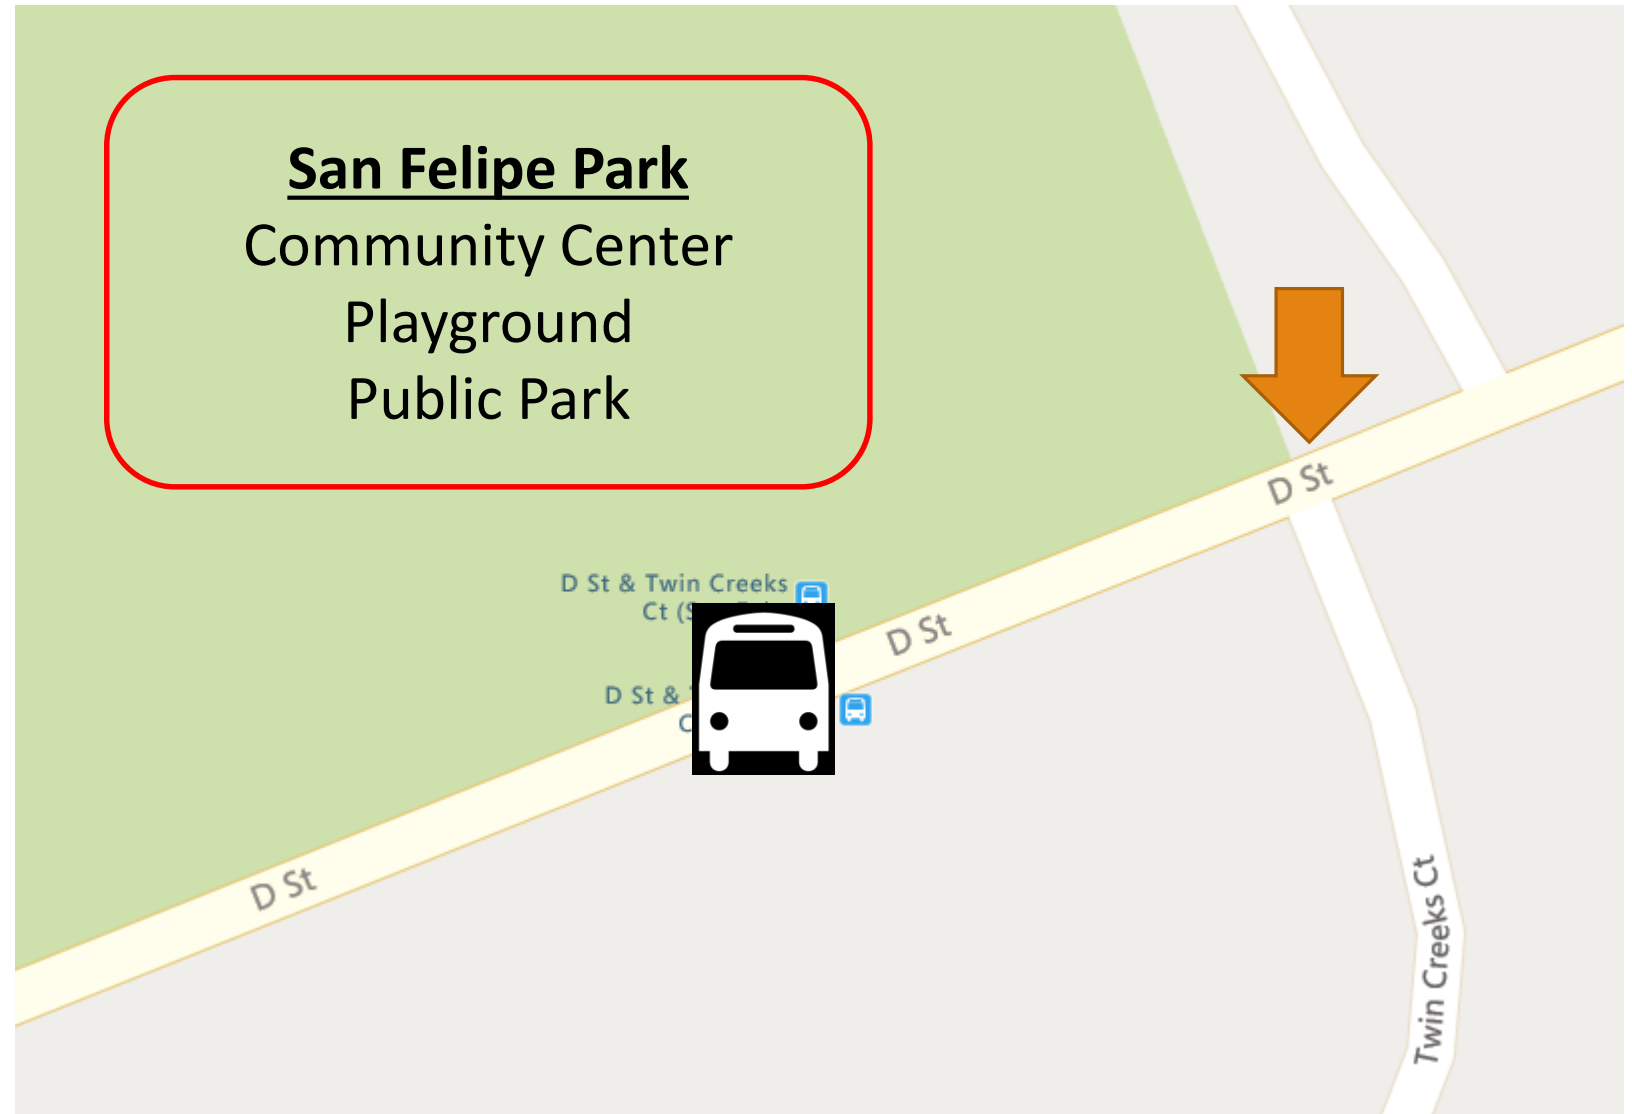 San Felipe Park
Community Center
Playground
Public Park
D St
D St & Twin Creeks
Ct (S
D St
D St &
C
D St
Twin Creeks Ct